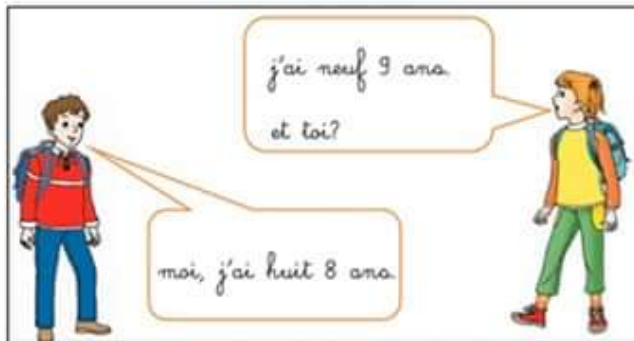 j'ai neuf 9 ans.
et toi?
moi, j'ai huit 8 ans.